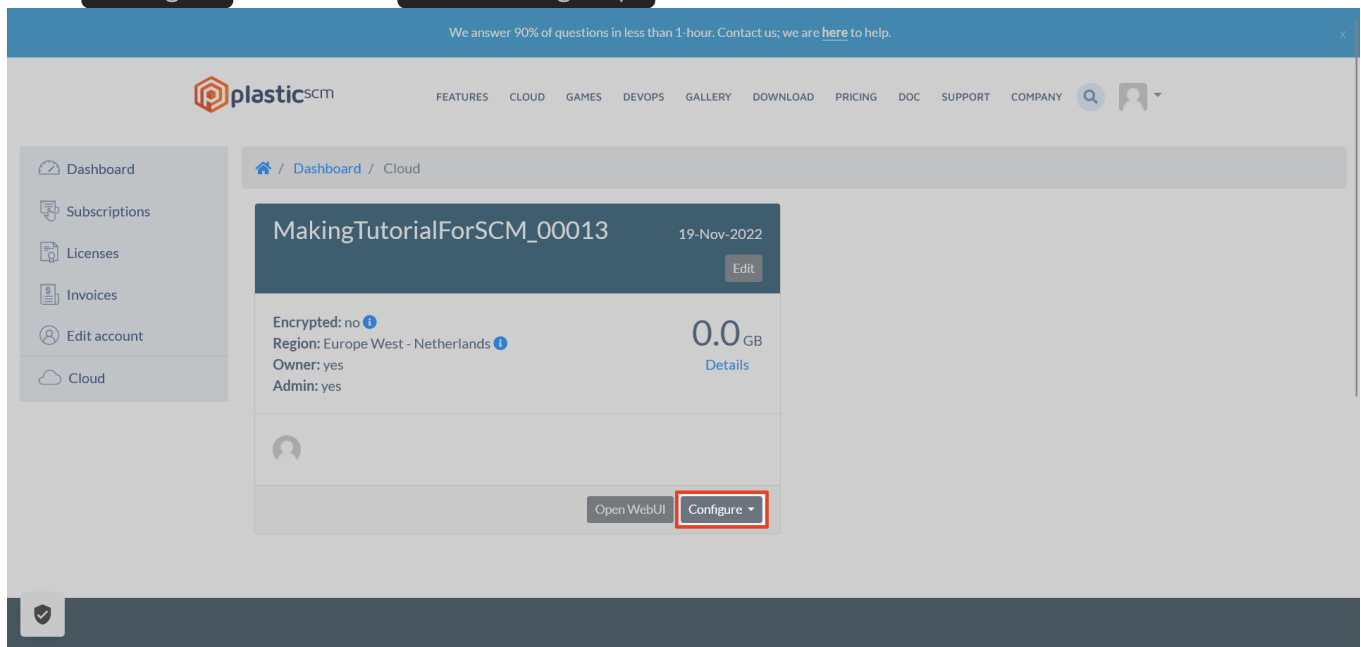 We answer 90% of questions in less than 1-hour. Contact us; we are here to help.
x
plasticscm
FEATURES CLOUD GAMES DEVOPS GALLERY DOWNLOAD PRICING DOC SUPPORT COMPANY
Dashboard
Subscriptions
Licenses
Invoices
Edit account
Cloud
/ Dashboard / Cloud
MakingTutorialForSCM_00013
19-Nov-2022
Edit
Encrypted: no
Region: Europe West - Netherlands
Owner: yes
Admin: yes
0.0 GB
Details
Open WebUI
Configure